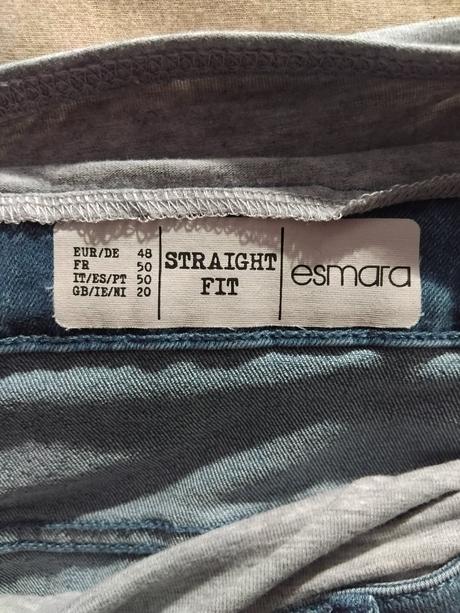 EUR/DE 48
FR 50
IT/ES/PT 50
GB/IE/NI 20
STRAIGHT
FIT
esmara